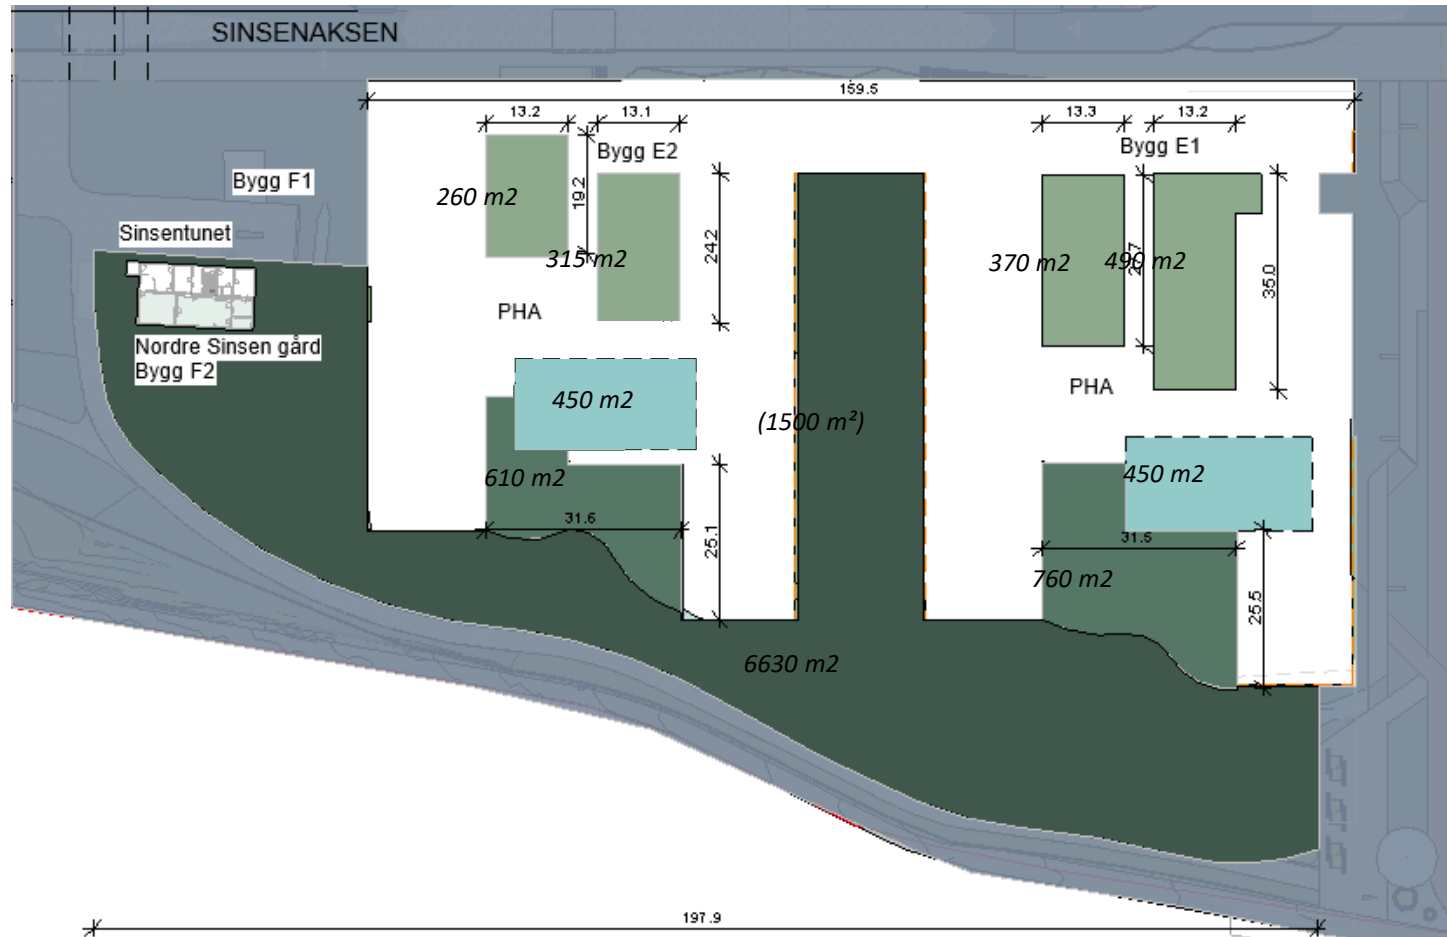 SINSENAKSEN
159.5
13.2
13.1
13.3
13.2
Bygg E2
Bygg E1
Bygg F1
19.2
260 m2
Sinsentunet
24.2
315 m2
370 m2
490 m2
35.0
PHA
Nordre Sinsen gård
Bygg F2
PHA
450 m2
(1500 m²)
610 m2
450 m2
31.6
25.1
31.5
760 m2
25.5
6630 m2
197.9